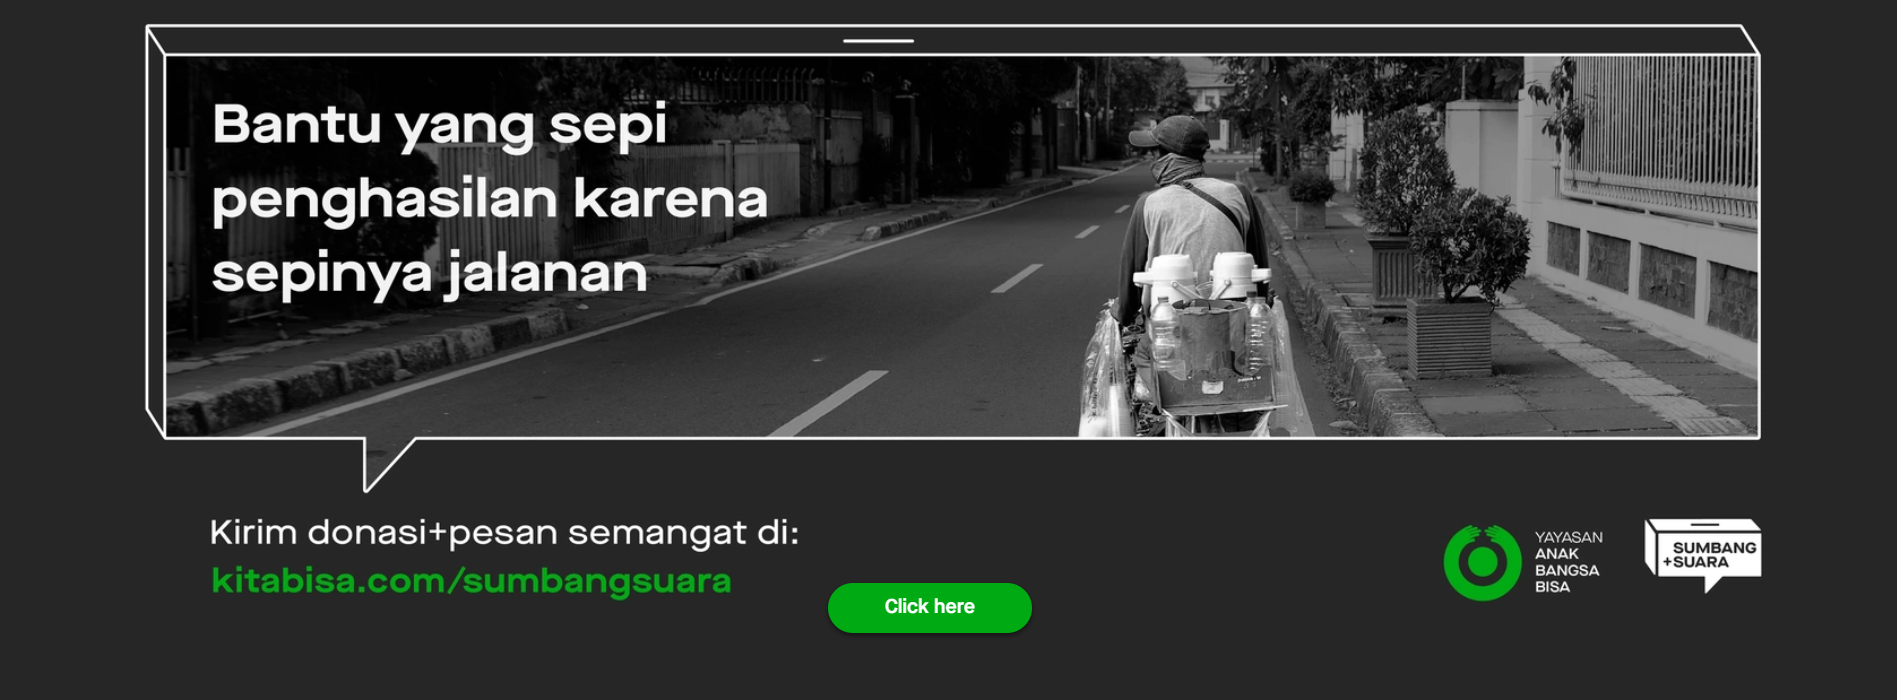 Bantu yang sepi
penghasilan karena
sepinya jalanan
Kirim donasi+pesan semangat di:
kitabisa.com/sumbangsuara
Click here
YAYASAN
ANAK
BANGSA
BISA
SUMBANG
+SUARA